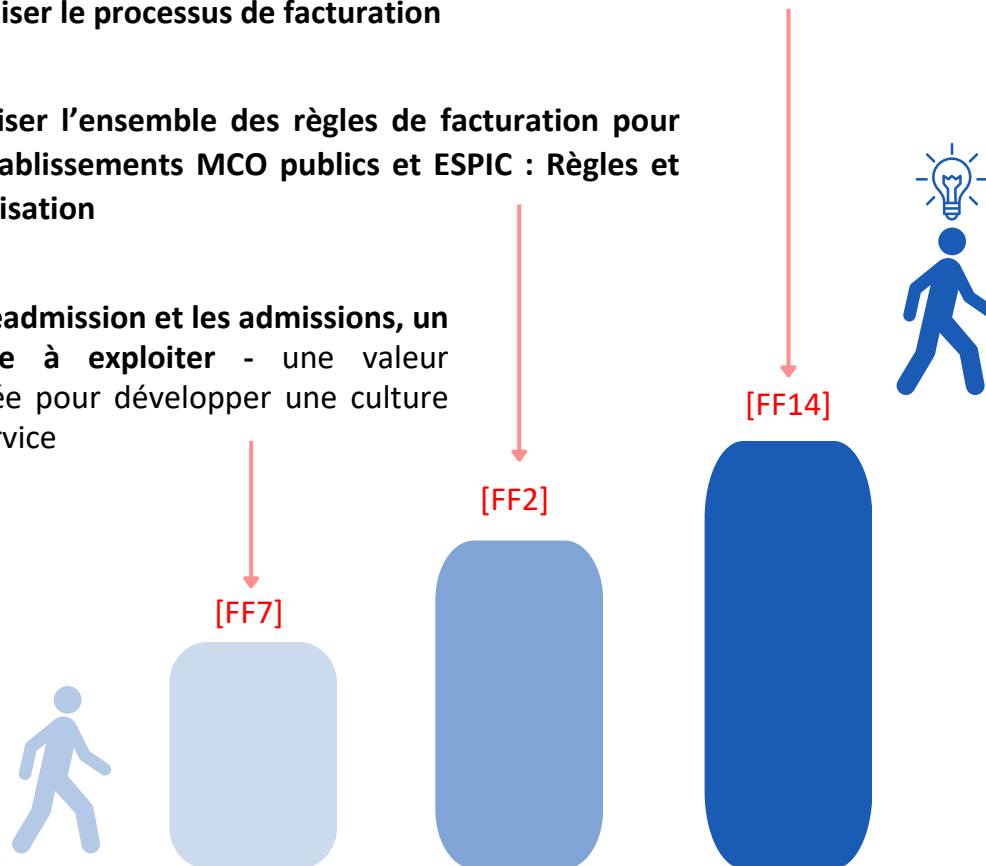 iser le processus de facturation
iser l’ensemble des règles de facturation pour
ablissements MCO publics et ESPIC : Règles et
isation
éadmission et les admissions, un
e à exploiter - une valeur
ée pour développer une culture
rvice
[FF14]
[FF2]
[FF7]